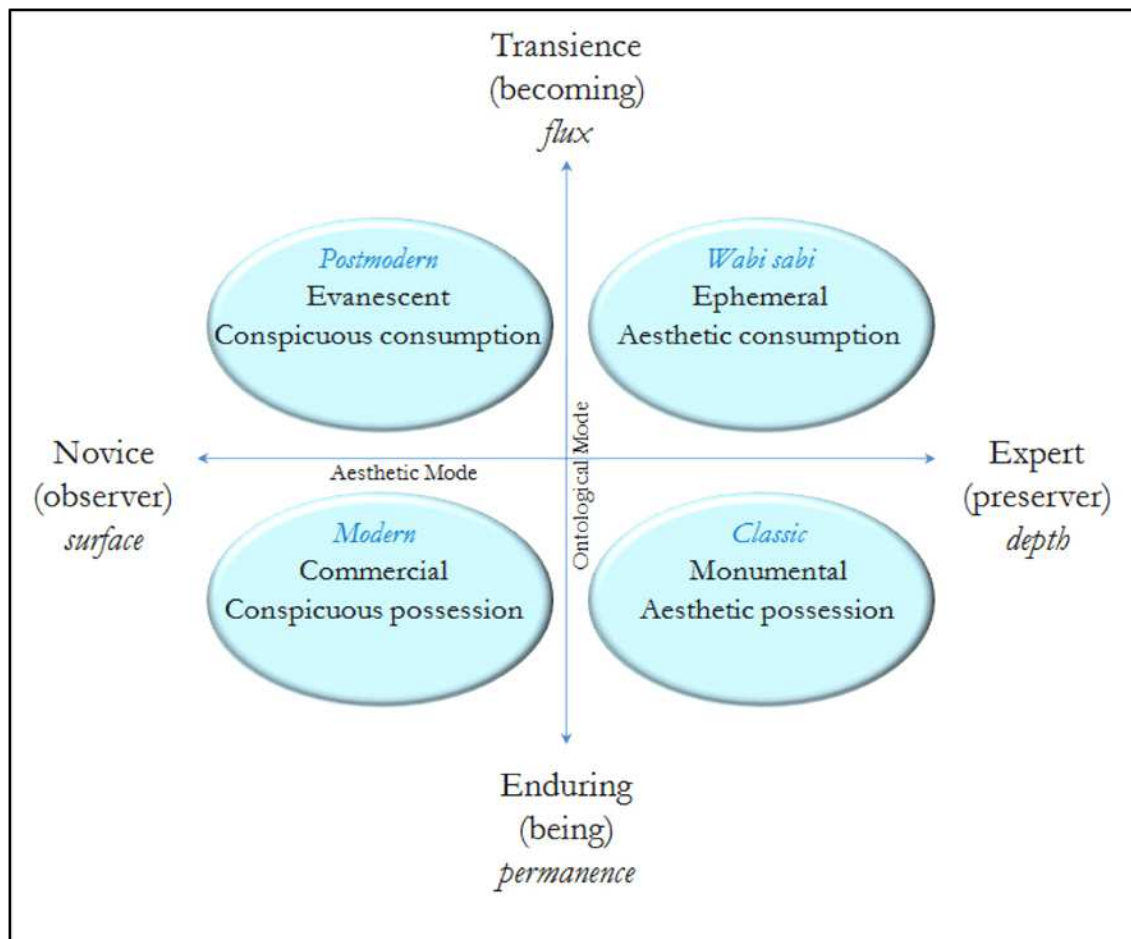 Transience
(becoming)
flux
Postmodern
Evanescent
Conspicuous consumption
Wabi sabi
Ephemeral
Aesthetic consumption
Novice
(observer)
surface
Aesthetic Mode
Ontological Mode
Expert
(preserver)
depth
Modern
Commercial
Conspicuous possession
Classic
Monumental
Aesthetic possession
Enduring
(being)
permanence